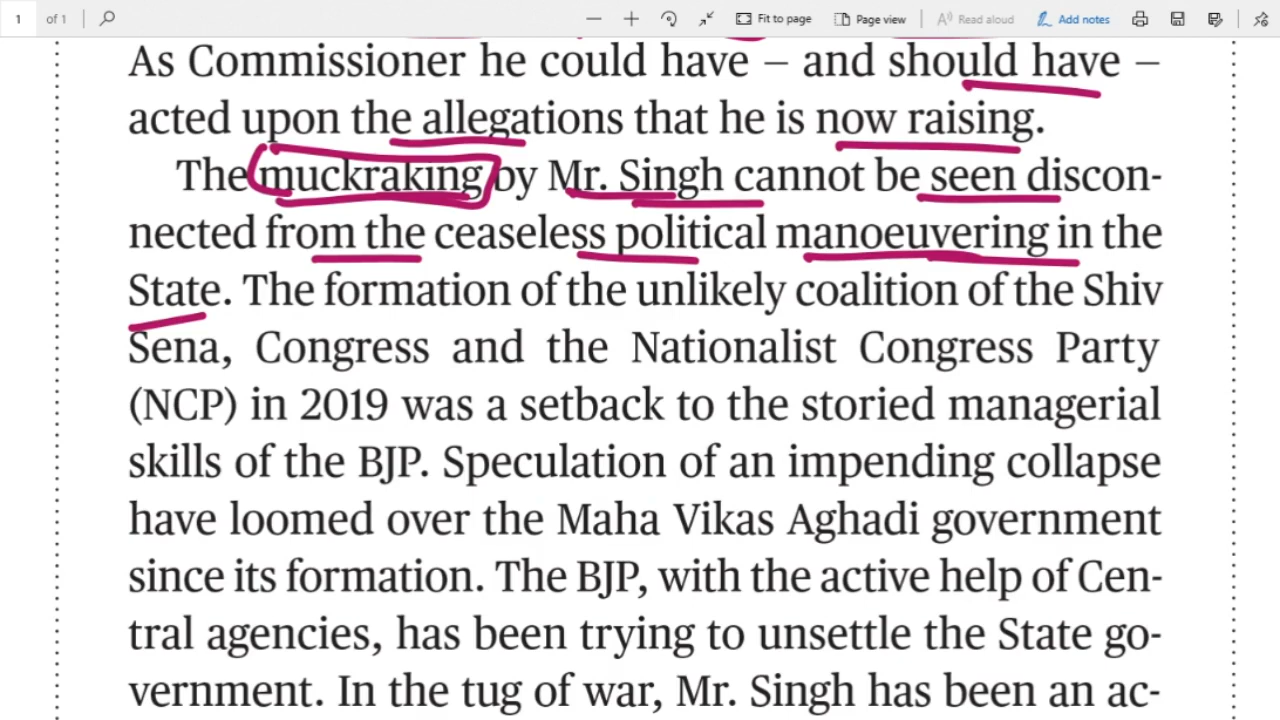 1 of 1 Fit to page Page view Read aloud Add notes
As Commissioner he could have – and should have –
acted upon the allegations that he is now raising.
The muckraking by Mr. Singh cannot be seen discon-
nected from the ceaseless political manoeuvering in the
State. The formation of the unlikely coalition of the Shiv
Sena, Congress and the Nationalist Congress Party
(NCP) in 2019 was a setback to the storied managerial
skills of the BJP. Speculation of an impending collapse
have loomed over the Maha Vikas Aghadi government
since its formation. The BJP, with the active help of Cen-
tral agencies, has been trying to unsettle the State go-
vernment. In the tug of war, Mr. Singh has been an ac-